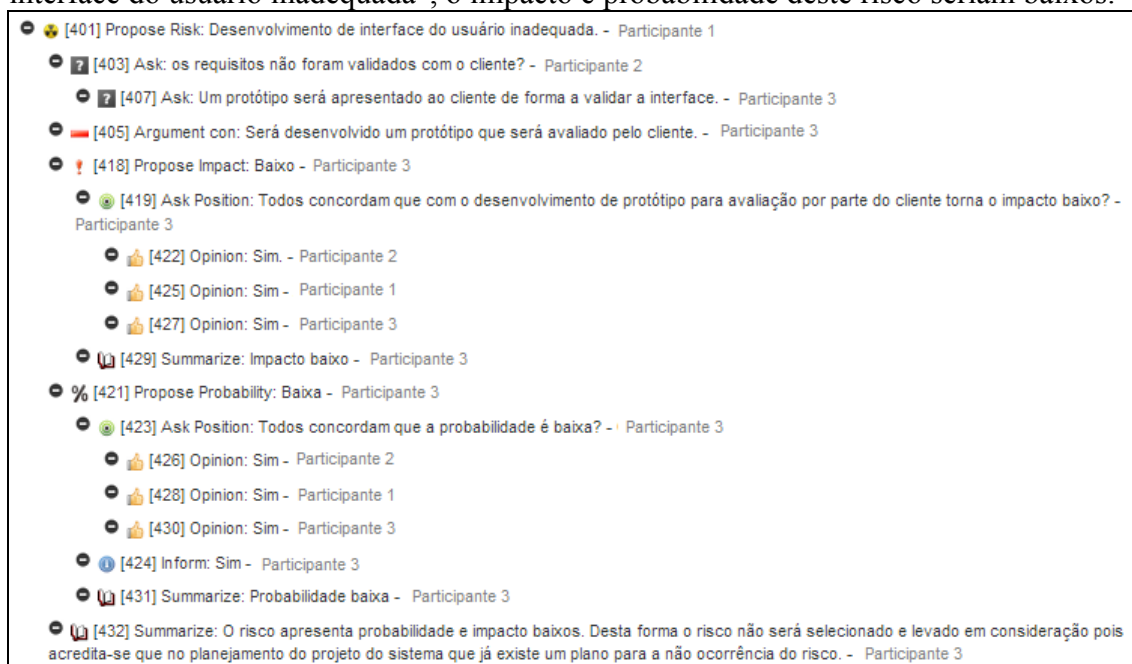 interface do usuário inadequada", o impacto e probabilidade deste risco seriam baixos.
[401] Propose Risk: Desenvolvimento de interface do usuário inadequada. - Participante 1
[403] Ask: os requisitos não foram validados com o cliente? - Participante 2
[407] Ask: Um protótipo será apresentado ao cliente de forma a validar a interface. - Participante 3
[405] Argument con: Será desenvolvido um protótipo que será avaliado pelo cliente. - Participante 3
[418] Propose Impact: Baixo - Participante 3
[419] Ask Position: Todos concordam que com o desenvolvimento de protótipo para avaliação por parte do cliente torna o impacto baixo? -
Participante 3
[422] Opinion: Sim. - Participante 2
[425] Opinion: Sim - Participante 1
[427] Opinion: Sim - Participante 3
[429] Summarize: Impacto baixo - Participante 3
% [421] Propose Probability: Baixa - Participante 3
[423] Ask Position: Todos concordam que a probabilidade é baixa? - Participante 3
[426] Opinion: Sim - Participante 2
[428] Opinion: Sim - Participante 1
[430] Opinion: Sim - Participante 3
[424] Inform: Sim - Participante 3
[431] Summarize: Probabilidade baixa - Participante 3
[432] Summarize: O risco apresenta probabilidade e impacto baixos. Desta forma o risco não será selecionado e levado em consideração pois
acredita-se que no planejamento do projeto do sistema que já existe um plano para a não ocorrência do risco. - Participante 3